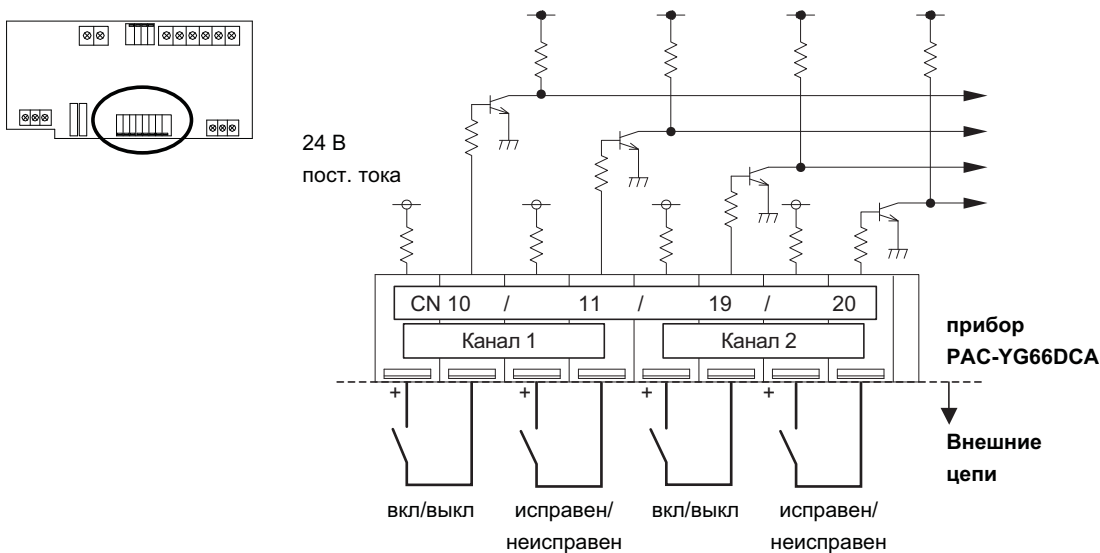 24 В
пост. тока
CN 10 / 11 / 19 / 20
Канал 1 Канал 2
прибор
PAC-YG66DCA
+ + + +
Внешние
цепи
вкл/выкл исправен/ вкл/выкл исправен/
неисправен неисправен